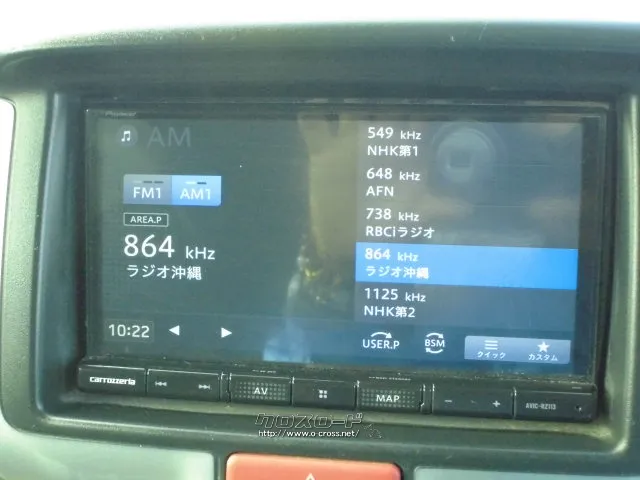 Pioneer
AM
FM1 AM1
AREA.P
864 kHz
ラジオ沖縄
549 kHz
NHK第1
648 kHz
AFN
738 kHz
RBCiラジオ
864 kHz
ラジオ沖縄
1125 kHz
NHK第2
10:22
USER.P
BSM
クイック
カスタム
carrozzeria
AV
MAP
AVIC-RZ113
クロスロード
http://www.o-cross.net/